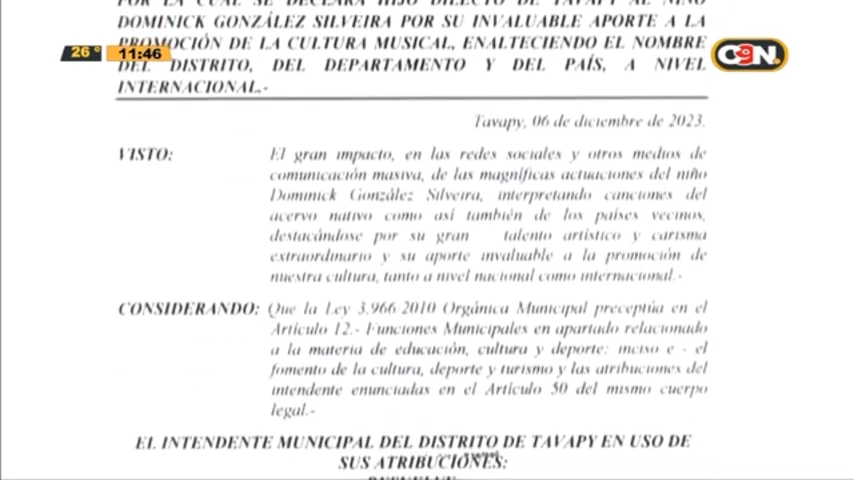 POR LA CUAL SE DECLARA HIJO DILECTO DE TAVAPY AL NIÑO
DOMINICK GONZÁLEZ SILVEIRA POR SU INVALUABLE APORTE A LA
PROMOCIÓN DE LA CULTURA MUSICAL, ENALTECIENDO EL NOMBRE
DEL DISTRITO, DEL DEPARTAMENTO Y DEL PAÍS, A NIVEL
INTERNACIONAL.-
26°
11:46
C9N.
Tavapy, 06 de diciembre de 2023.
VISTO: El gran impacto, en las redes sociales y otros medios de
comunicación masiva, de las magníficas actuaciones del niño
Dominick González Silveira, interpretando canciones del
acervo nativo como así también de los países vecinos,
destacándose por su gran talento artístico y carisma
extraordinario y su aporte invaluable a la promoción de
nuestra cultura, tanto a nivel nacional como internacional.-
CONSIDERANDO: Que la Ley 3.966 2010 Orgánica Municipal preceptúa en el
Artículo 12.- Funciones Municipales en apartado relacionado
a la materia de educación, cultura y deporte; inciso e - el
fomento de la cultura, deporte y turismo y las atribuciones del
intendente enunciadas en el Artículo 50 del mismo cuerpo
legal.-
EL INTENDENTE MUNICIPAL DEL DISTRITO DE TAVAPY EN USO DE
SUS ATRIBUCIONES: